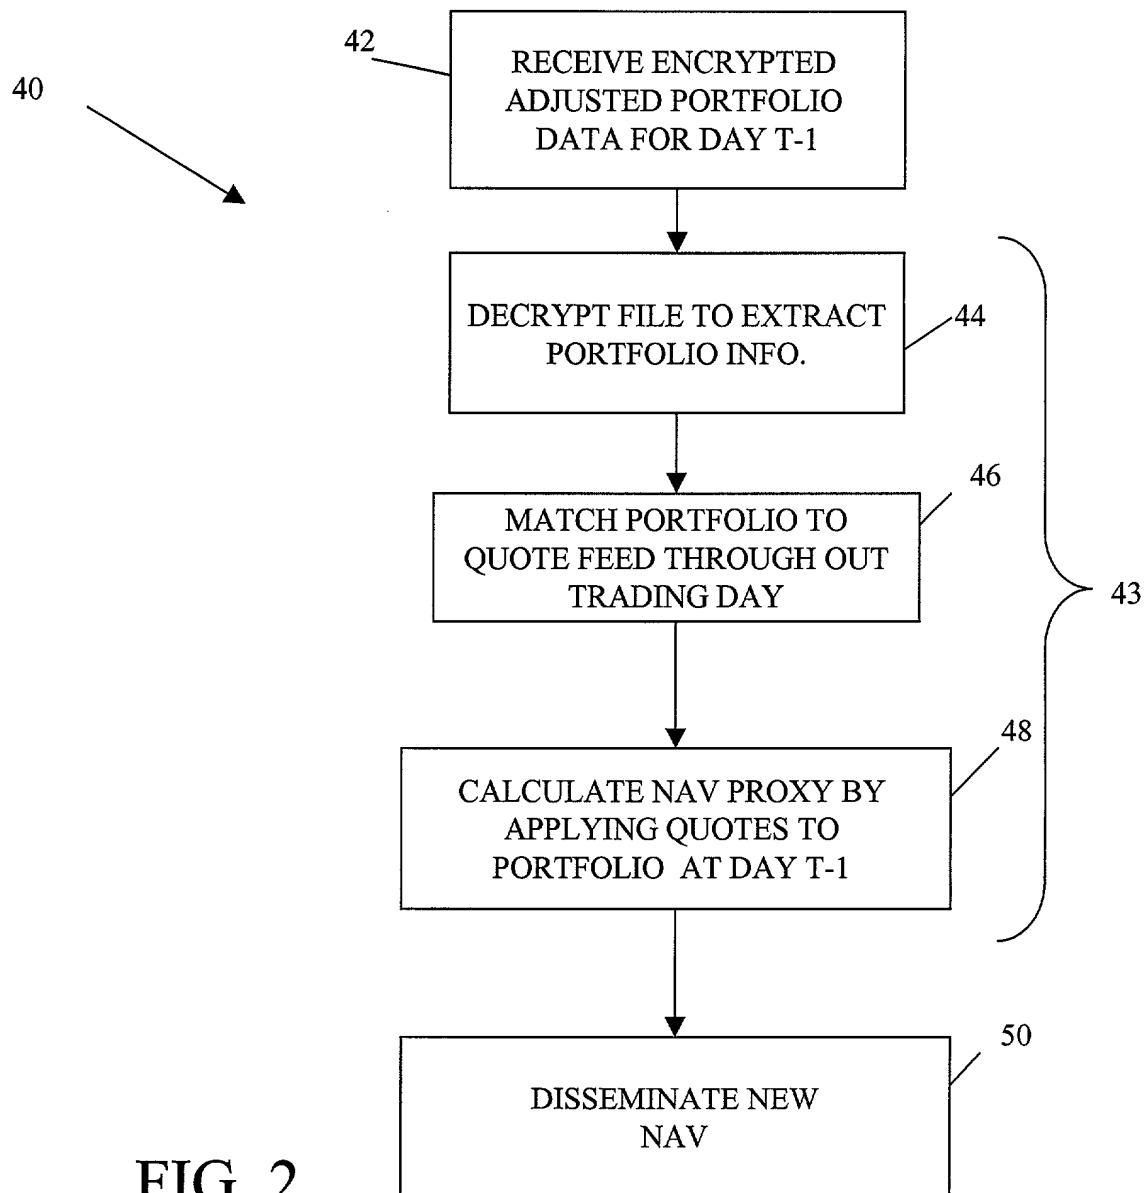 42
RECEIVE ENCRYPTED
ADJUSTED PORTFOLIO
DATA FOR DAY T-1
40
DECRYPT FILE TO EXTRACT
PORTFOLIO INFO.
44
46
MATCH PORTFOLIO TO
QUOTE FEED THROUGH OUT
TRADING DAY
43
48
CALCULATE NAV PROXY BY
APPLYING QUOTES TO
PORTFOLIO AT DAY T-1
50
DISSEMINATE NEW
NAV
FIG. 2